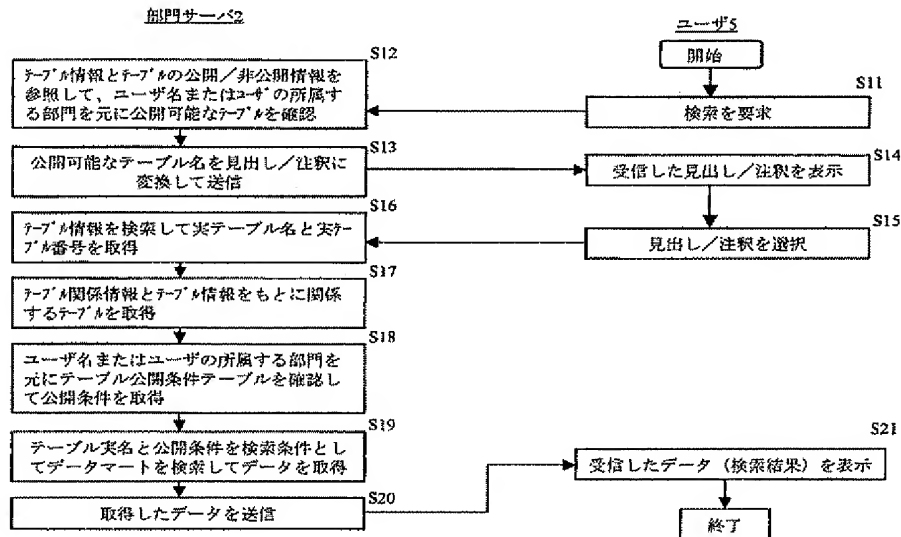 部門サーバ2
ユーザ5
開始
S11
検索を要求
S12
テーブル情報とテーブルの公開／非公開情報を
参照して、ユーザ名またはユーザの所属す
る部門を元に公開可能なテーブルを確認
S13
公開可能なテーブル名を見出し／注釈に
変換して送信
S14
受信した見出し／注釈を表示
S15
見出し／注釈を選択
S16
テーブル情報を検索して実テーブル名と実テー
ブル番号を取得
S17
テーブル関係情報とテーブル情報をもとに関係
するテーブルを取得
S18
ユーザ名またはユーザの所属する部門を
元にテーブル公開条件テーブルを確認して
公開条件を取得
S19
テーブル実名と公開条件を検索条件とし
てデータマートを検索してデータを取得
S20
取得したデータを送信
S21
受信したデータ（検索結果）を表示
終了